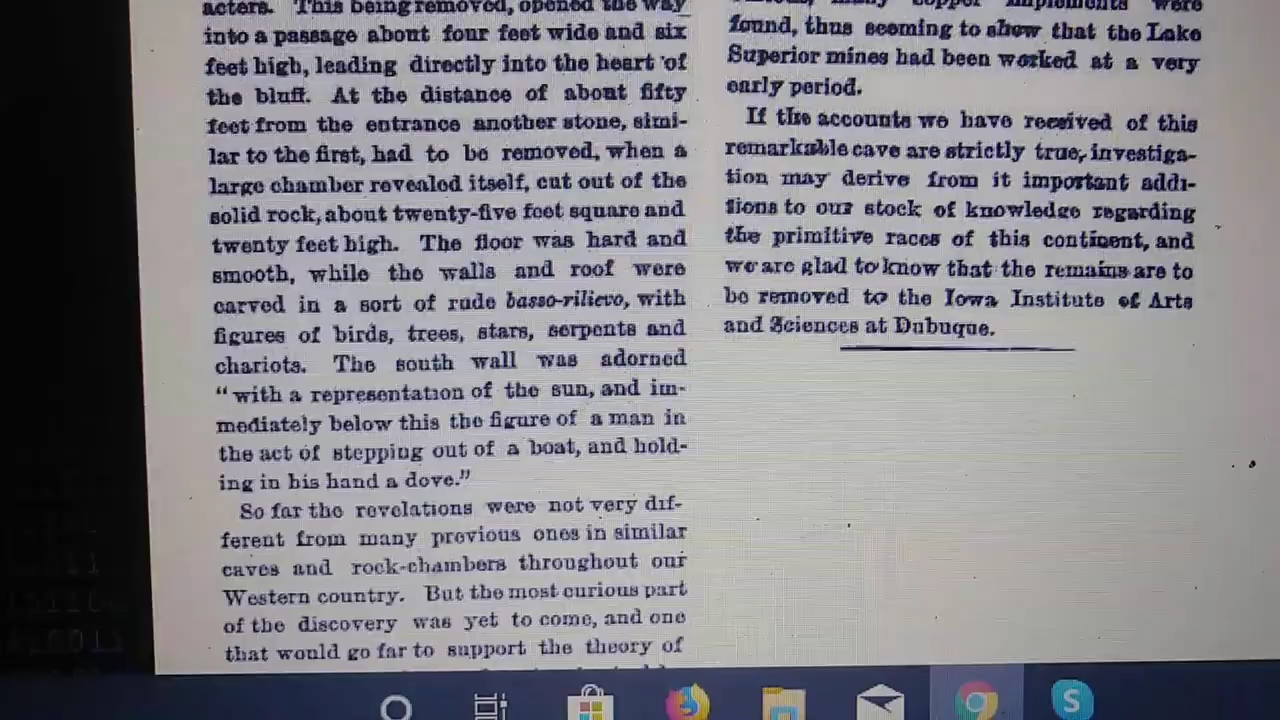 acters. This being removed, opened the way
into a passage about four feet wide and six
feet high, leading directly into the heart of
the bluff. At the distance of about fifty
feet from the entrance another stone, simi-
lar to the first, had to be removed, when a
large chamber revealed itself, cut out of the
solid rock, about twenty-five feet square and
twenty feet high. The floor was hard and
smooth, while the walls and roof were
carved in a sort of rude basso-rilievo, with
figures of birds, trees, stars, serpents and
chariots. The south wall was adorned
“with a representation of the sun, and im-
mediately below this the figure of a man in
the act of stepping out of a boat, and hold-
ing in his hand a dove.”
So far the revelations were not very dif-
ferent from many previous ones in similar
caves and rock-chambers throughout our
Western country. But the most curious part
of the discovery was yet to come, and one
that would go far to support the theory of
many copper implements were
found, thus seeming to show that the Lake
Superior mines had been worked at a very
early period.
If the accounts we have received of this
remarkable cave are strictly true, investiga-
tion may derive from it important addi-
tions to our stock of knowledge regarding
the primitive races of this continent, and
we are glad to know that the remains are to
be removed to the Iowa Institute of Arts
and Sciences at Dubuque.
S